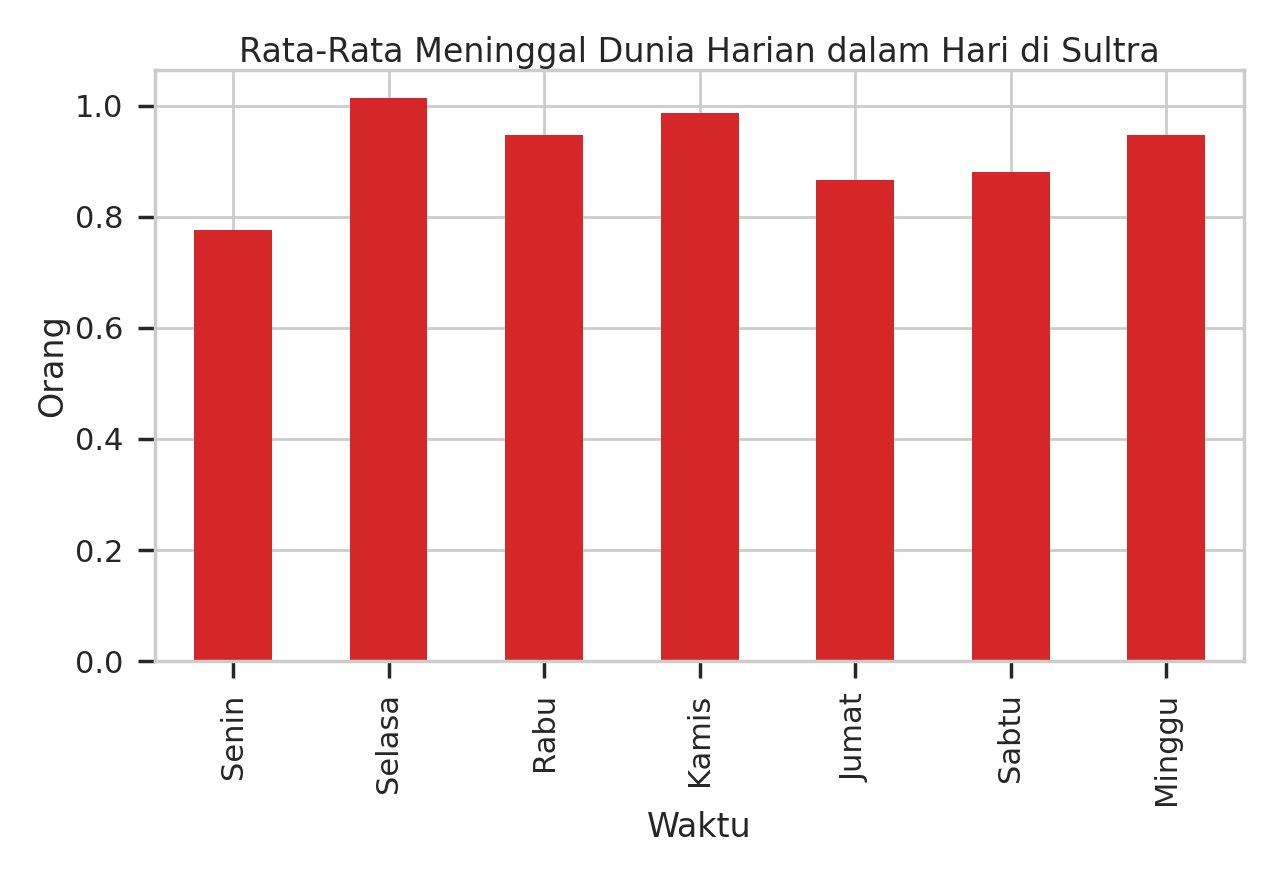 Rata-Rata Meninggal Dunia Harian dalam Hari di Sultra
1.0
0.8
0.6
0.4
0.2
0.0
Orang
Senin
Selasa
Rabu
Kamis
Jumat
Sabtu
Minggu
Waktu